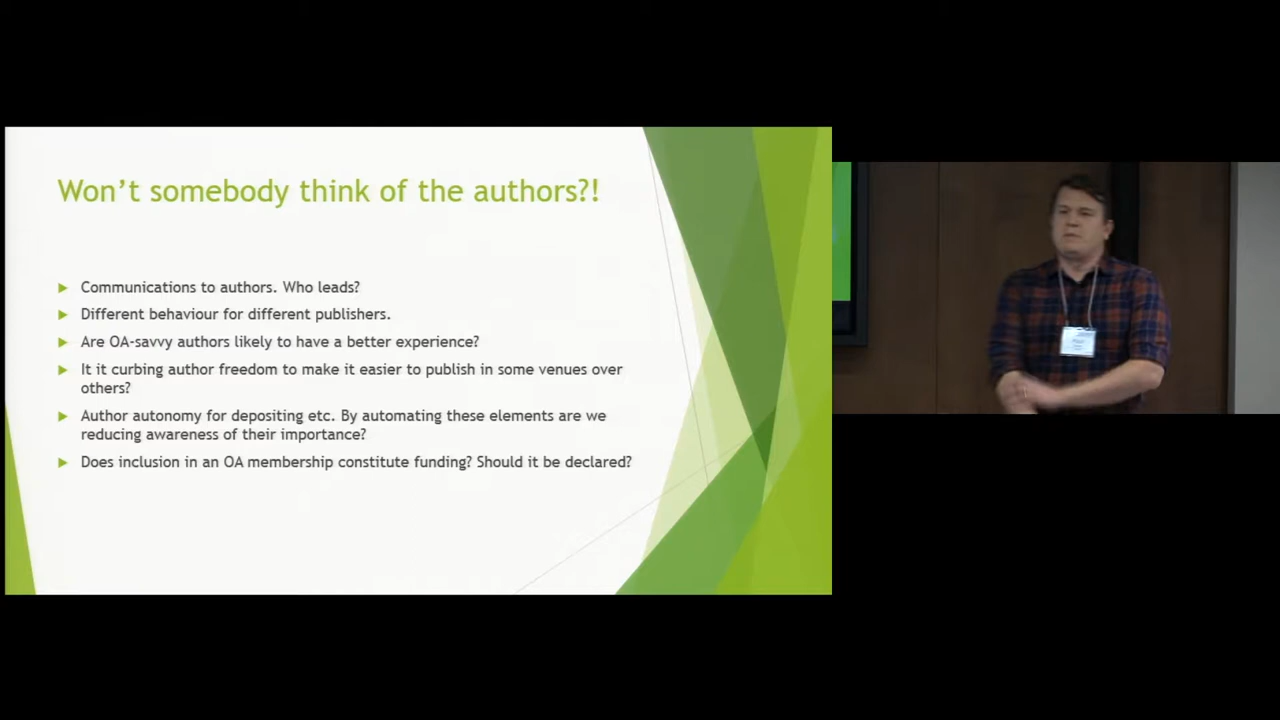 Won't somebody think of the authors?!
Communications to authors. Who leads?
Different behaviour for different publishers.
Are OA-savvy authors likely to have a better experience?
It it curbing author freedom to make it easier to publish in some venues over
others?
Author autonomy for depositing etc. By automating these elements are we
reducing awareness of their importance?
Does inclusion in an OA membership constitute funding? Should it be declared?